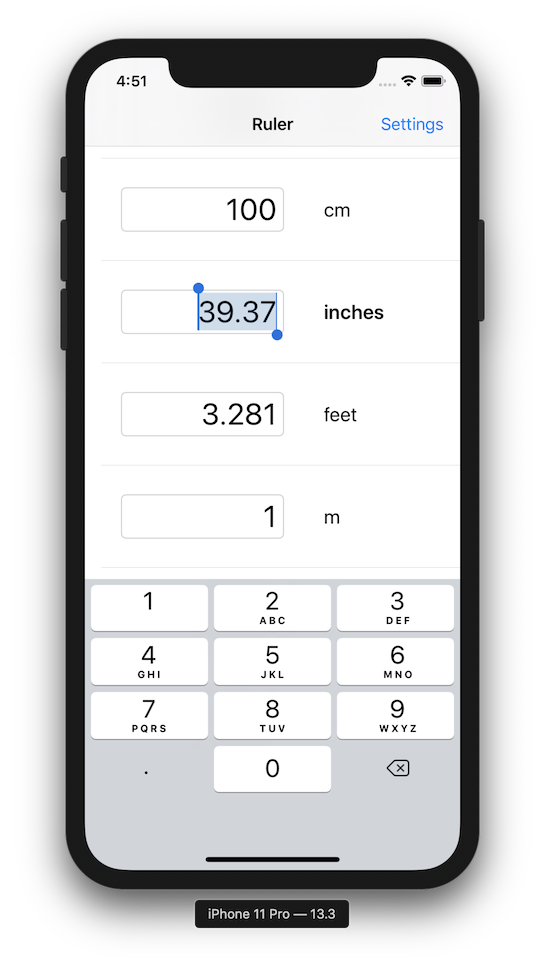 4:51
Ruler Settings
100 cm
39.37 inches
3.281 feet
1 m
1 2 3
ABC DEF
4 5 6
GHI JKL MNO
7 8 9
PQRS TUV WXYZ
. 0
iPhone 11 Pro — 13.3